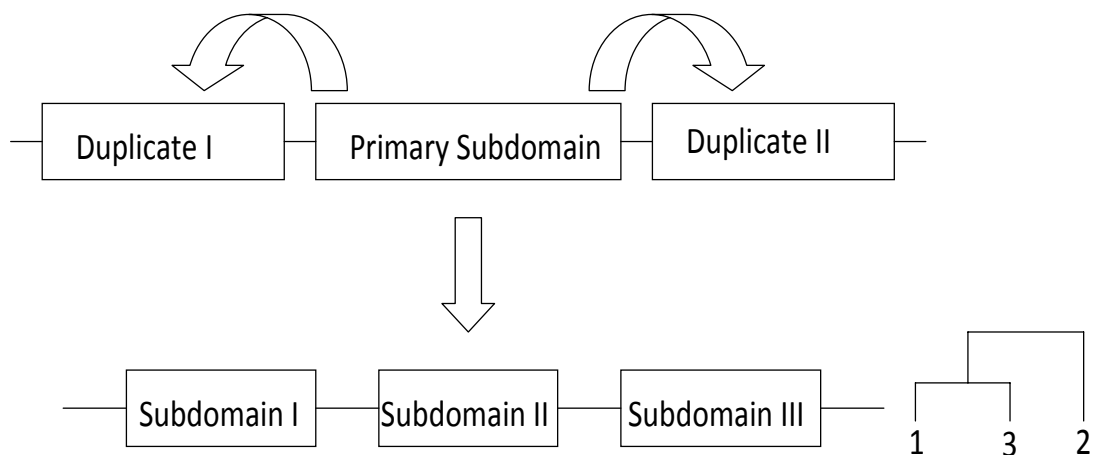 Duplicate I
Primary Subdomain
Duplicate II
Subdomain I
Subdomain II
Subdomain III
1
3
2